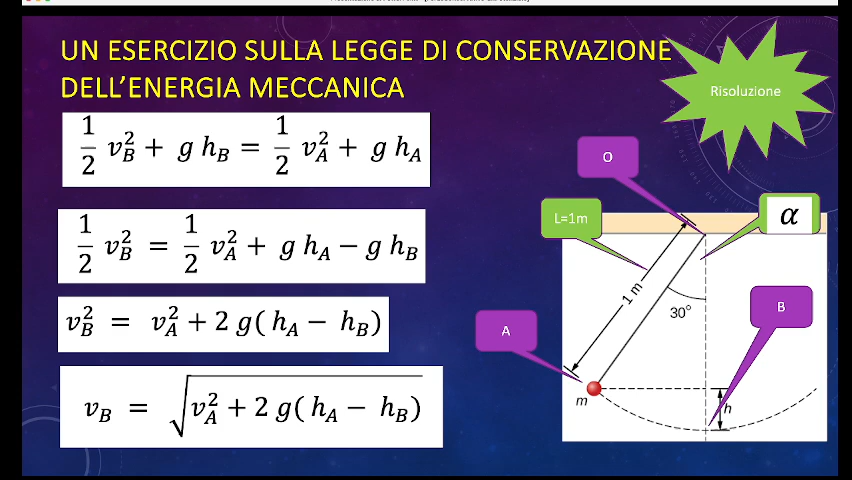 UN ESERCIZIO SULLA LEGGE DI CONSERVAZIONE
DELL'ENERGIA MECCANICA
Risoluzione
1/2 v_B^2 + g h_B = 1/2 v_A^2 + g h_A
1/2 v_B^2 = 1/2 v_A^2 + g h_A − g h_B
v_B^2 = v_A^2 + 2 g( h_A − h_B)
v_B = √(v_A^2 + 2 g( h_A − h_B))
O
L=1m
α
1 m
30°
A
B
m
h